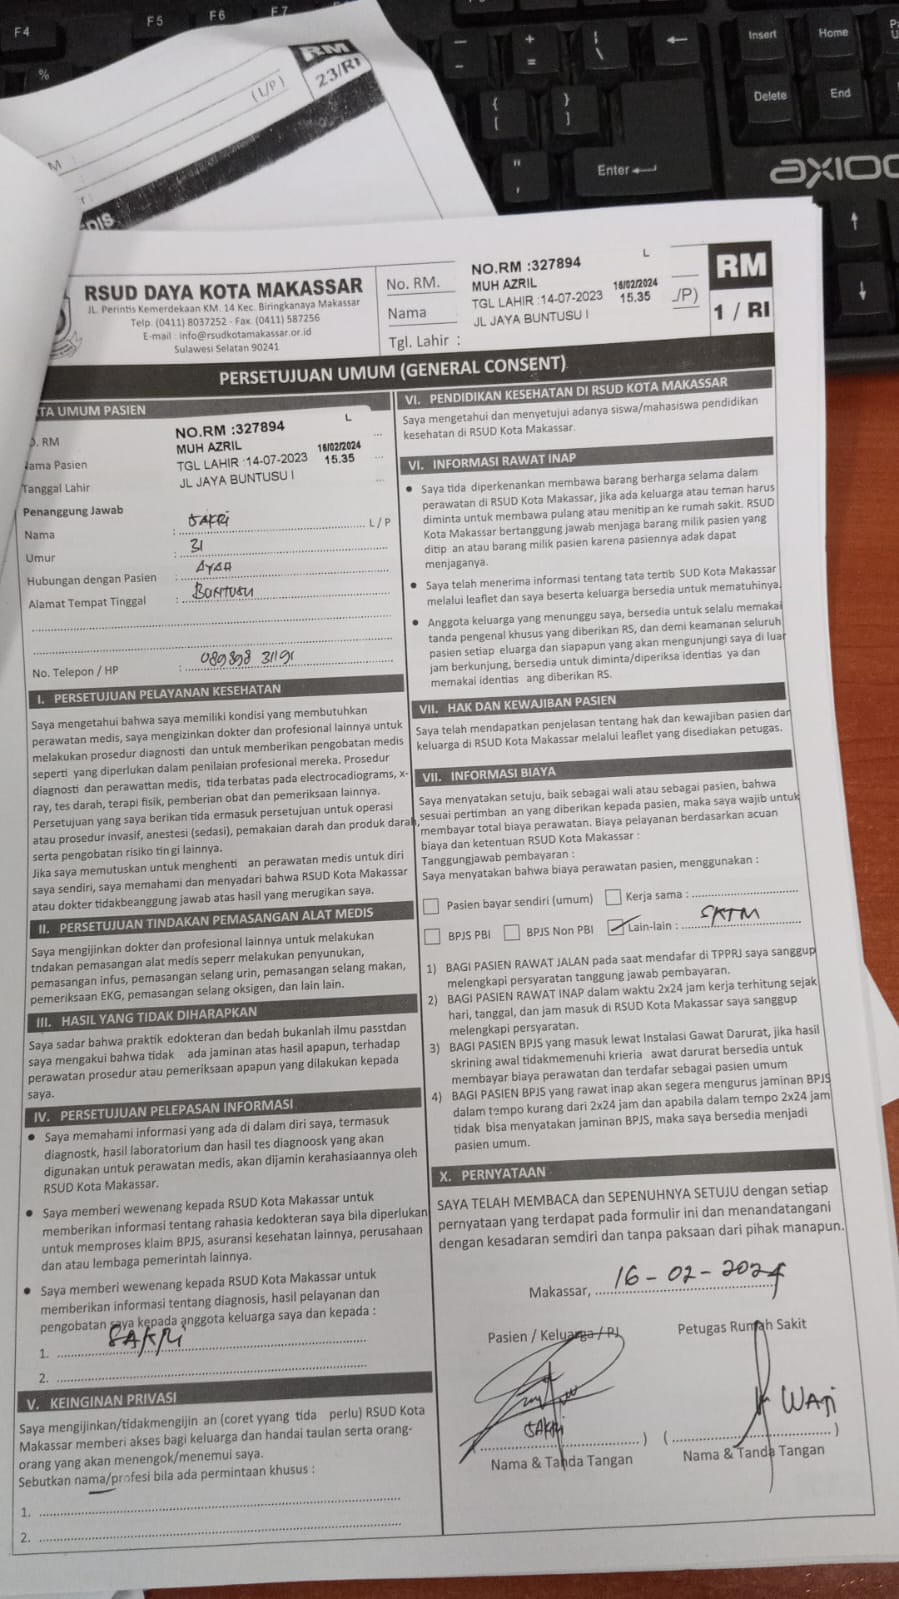 F4
F5
F6
F7
%
Insert
Home
Delete
End
Enter
AXIOO
RM
23/RI
(L/P)
RSUD DAYA KOTA MAKASSAR
JL. Perintis Kemerdekaan KM. 14 Kec. Biringkanaya Makassar
Telp. (0411) 8037252 - Fax. (0411) 587256
E-mail : info@rsudkotamakassar.or.id
Sulawesi Selatan 90241
No. RM.
Nama
Tgl. Lahir :
NO.RM :327894 L
MUH AZRIL 16/02/2024
TGL LAHIR :14-07-2023 15.35
JL JAYA BUNTUSU I
/P)
RM
1 / RI
PERSETUJUAN UMUM (GENERAL CONSENT)
TA UMUM PASIEN
O. RM
Nama Pasien
Tanggal Lahir
NO.RM :327894 L
MUH AZRIL 16/02/2024
TGL LAHIR :14-07-2023 15.35
JL JAYA BUNTUSU I
Penanggung Jawab
Nama : SAKRI L / P
Umur : 31
Hubungan dengan Pasien : AYAH
Alamat Tempat Tinggal : BUNTUSU
No. Telepon / HP :
I. PERSETUJUAN PELAYANAN KESEHATAN
Saya mengetahui bahwa saya memiliki kondisi yang membutuhkan
perawatan medis, saya mengizinkan dokter dan profesional lainnya untuk
melakukan prosedur diagnosti dan untuk memberikan pengobatan medis
seperti yang diperlukan dalam penilaian profesional mereka. Prosedur
diagnosti dan perawattan medis, tida terbatas pada electrocadiograms, x-
ray, tes darah, terapi fisik, pemberian obat dan pemeriksaan lainnya.
Persetujuan yang saya berikan tida ermasuk persetujuan untuk operasi
atau prosedur invasif, anestesi (sedasi), pemakaian darah dan produk darah,
serta pengobatan risiko tin gi lainnya.
Jika saya memutuskan untuk menghenti an perawatan medis untuk diri
saya sendiri, saya memahami dan menyadari bahwa RSUD Kota Makassar
atau dokter tidakbeanggung jawab atas hasil yang merugikan saya.
II. PERSETUJUAN TINDAKAN PEMASANGAN ALAT MEDIS
Saya mengijinkan dokter dan profesional lainnya untuk melakukan
tndakan pemasangan alat medis seperr melakukan penyunukan,
pemasangan infus, pemasangan selang urin, pemasangan selang makan,
pemeriksaan EKG, pemasangan selang oksigen, dan lain lain.
III. HASIL YANG TIDAK DIHARAPKAN
Saya sadar bahwa praktik edokteran dan bedah bukanlah ilmu passtdan
saya mengakui bahwa tidak ada jaminan atas hasil apapun, terhadap
perawatan prosedur atau pemeriksaan apapun yang dilakukan kepada
saya.
IV. PERSETUJUAN PELEPASAN INFORMASI
• Saya memahami informasi yang ada di dalam diri saya, termasuk
diagnostk, hasil laboratorium dan hasil tes diagnoosk yang akan
digunakan untuk perawatan medis, akan dijamin kerahasiaannya oleh
RSUD Kota Makassar.
• Saya memberi wewenang kepada RSUD Kota Makassar untuk
memberikan informasi tentang rahasia kedokteran saya bila diperlukan
untuk memproses klaim BPJS, asuransi kesehatan lainnya, perusahaan
dan atau lembaga pemerintah lainnya.
• Saya memberi wewenang kepada RSUD Kota Makassar untuk
memberikan informasi tentang diagnosis, hasil pelayanan dan
pengobatan saya kepada anggota keluarga saya dan kepada :
1. SAKRI
2.
V. KEINGINAN PRIVASI
Saya mengijinkan/tidakmengijin an (coret yyang tida perlu) RSUD Kota
Makassar memberi akses bagi keluarga dan handai taulan serta orang-
orang yang akan menengok/menemui saya.
Sebutkan nama/profesi bila ada permintaan khusus :
1.
2.
VI. PENDIDIKAN KESEHATAN DI RSUD KOTA MAKASSAR
Saya mengetahui dan menyetujui adanya siswa/mahasiswa pendidikan
kesehatan di RSUD Kota Makassar.
VI. INFORMASI RAWAT INAP
• Saya tida diperkenankan membawa barang berharga selama dalam
perawatan di RSUD Kota Makassar, jika ada keluarga atau teman harus
diminta untuk membawa pulang atau menitip an ke rumah sakit. RSUD
Kota Makassar bertanggung jawab menjaga barang milik pasien yang
ditip an atau barang milik pasien karena pasiennya adak dapat
menjaganya.
• Saya telah menerima informasi tentang tata tertib SUD Kota Makassar
melalui leaflet dan saya beserta keluarga bersedia untuk mematuhinya.
• Anggota keluarga yang menunggu saya, bersedia untuk selalu memakai
tanda pengenal khusus yang diberikan RS, dan demi keamanan seluruh
pasien setiap eluarga dan siapapun yang akan mengunjungi saya di luar
jam berkunjung, bersedia untuk diminta/diperiksa identias ya dan
memakai identias ang diberikan RS.
VII. HAK DAN KEWAJIBAN PASIEN
Saya telah mendapatkan penjelasan tentang hak dan kewajiban pasien dan
keluarga di RSUD Kota Makassar melalui leaflet yang disediakan petugas.
VII. INFORMASI BIAYA
Saya menyatakan setuju, baik sebagai wali atau sebagai pasien, bahwa
sesuai pertimban an yang diberikan kepada pasien, maka saya wajib untuk
membayar total biaya perawatan. Biaya pelayanan berdasarkan acuan
biaya dan ketentuan RSUD Kota Makassar :
Tanggungjawab pembayaran :
Saya menyatakan bahwa biaya perawatan pasien, menggunakan :
Pasien bayar sendiri (umum) Kerja sama :
BPJS PBI BPJS Non PBI Lain-lain : SKTM
1) BAGI PASIEN RAWAT JALAN pada saat mendafar di TPPRJ saya sanggup
melengkapi persyaratan tanggung jawab pembayaran.
2) BAGI PASIEN RAWAT INAP dalam waktu 2x24 jam kerja terhitung sejak
hari, tanggal, dan jam masuk di RSUD Kota Makassar saya sanggup
melengkapi persyaratan.
3) BAGI PASIEN BPJS yang masuk lewat Instalasi Gawat Darurat, jika hasil
skrining awal tidakmemenuhi krieria awat darurat bersedia untuk
membayar biaya perawatan dan terdafar sebagai pasien umum
4) BAGI PASIEN BPJS yang rawat inap akan segera mengurus jaminan BPJS
dalam tempo kurang dari 2x24 jam dan apabila dalam tempo 2x24 jam
tidak bisa menyatakan jaminan BPJS, maka saya bersedia menjadi
pasien umum.
X. PERNYATAAN
SAYA TELAH MEMBACA dan SEPENUHNYA SETUJU dengan setiap
pernyataan yang terdapat pada formulir ini dan menandatangani
dengan kesadaran semdiri dan tanpa paksaan dari pihak manapun.
Makassar, 16-02-2024
Pasien / Keluarga / PJ Petugas Rumah Sakit
SAKRI WATI
Nama & Tanda Tangan Nama & Tanda Tangan